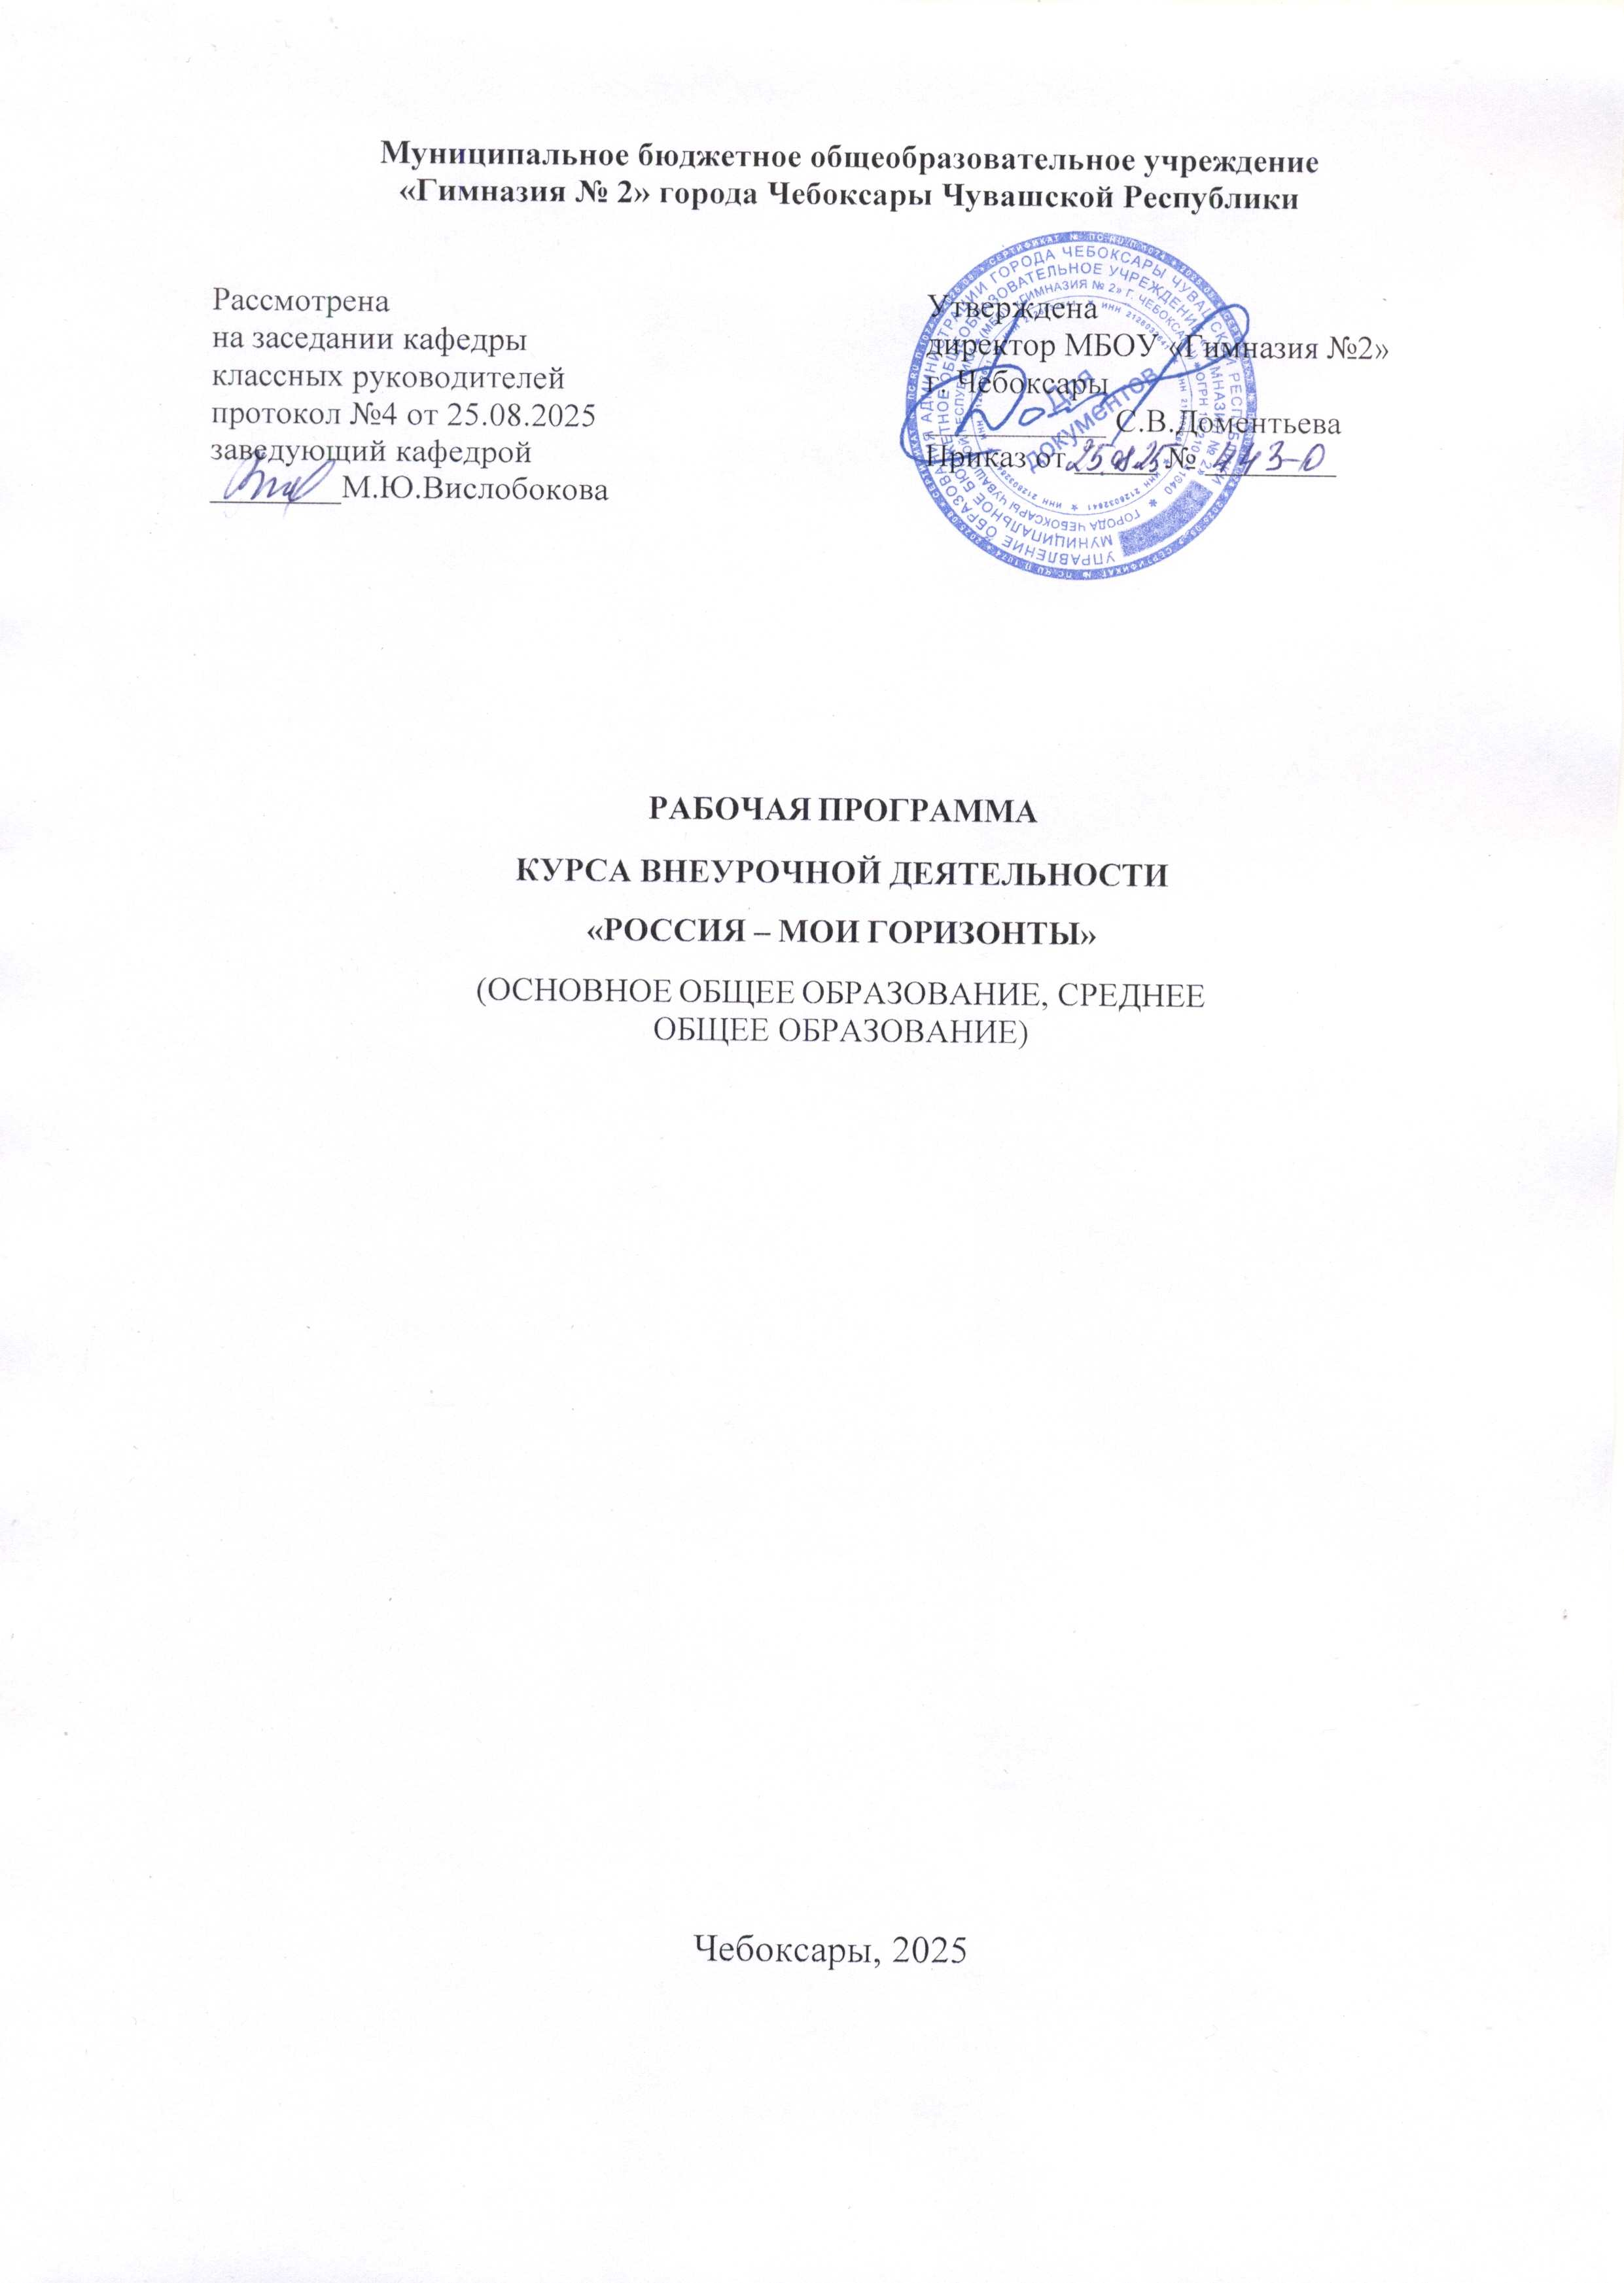 Муниципальное бюджетное общеобразовательное учреждение
«Гимназия № 2» города Чебоксары Чувашской Республики
Рассмотрена
на заседании кафедры
классных руководителей
протокол №4 от 25.08.2025
заведующий кафедрой
М.Ю.Вислобокова
Утверждена
директор МБОУ «Гимназия №2»
г. Чебоксары
С.В.Доментьева
Приказ от 25.08.25 №
Для
документов
РАБОЧАЯ ПРОГРАММА
КУРСА ВНЕУРОЧНОЙ ДЕЯТЕЛЬНОСТИ
«РОССИЯ – МОИ ГОРИЗОНТЫ»
(ОСНОВНОЕ ОБЩЕЕ ОБРАЗОВАНИЕ, СРЕДНЕЕ
ОБЩЕЕ ОБРАЗОВАНИЕ)
Чебоксары, 2025